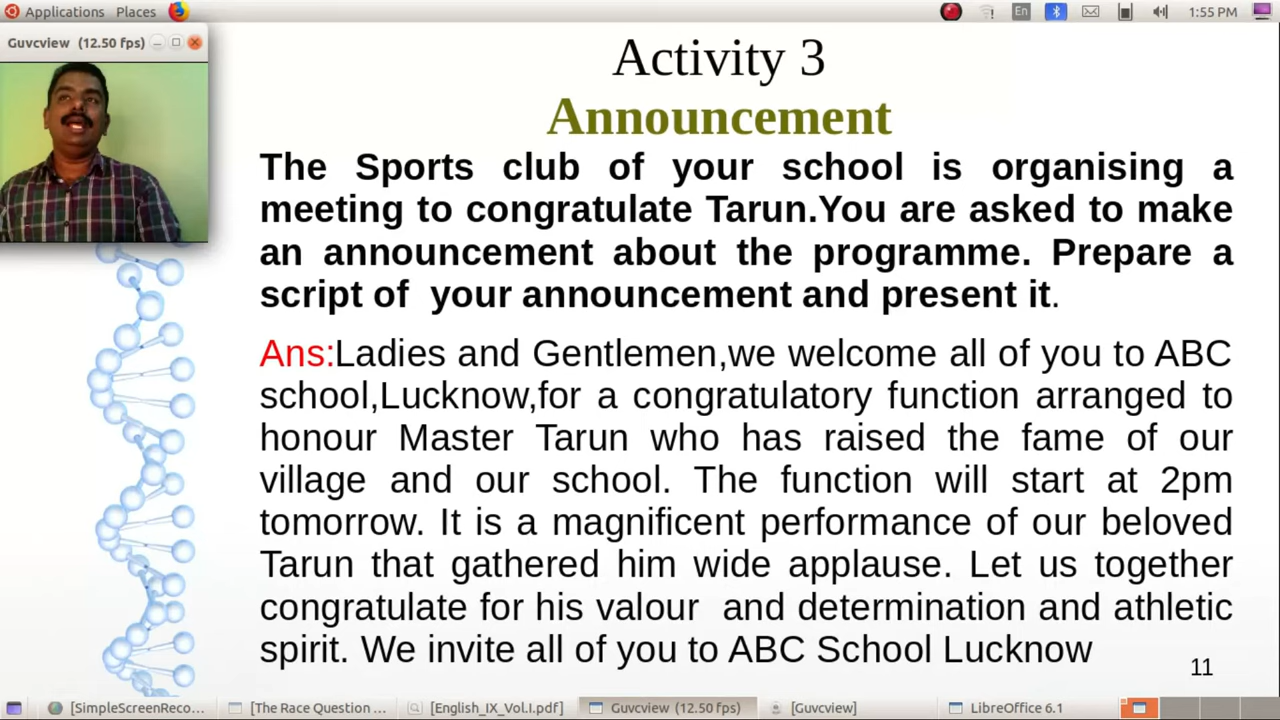 Applications Places
En
1:55 PM
Guvcview (12.50 fps)
Activity 3
Announcement
The Sports club of your school is organising a
meeting to congratulate Tarun.You are asked to make
an announcement about the programme. Prepare a
script of your announcement and present it.
Ans:Ladies and Gentlemen,we welcome all of you to ABC
school,Lucknow,for a congratulatory function arranged to
honour Master Tarun who has raised the fame of our
village and our school. The function will start at 2pm
tomorrow. It is a magnificent performance of our beloved
Tarun that gathered him wide applause. Let us together
congratulate for his valour and determination and athletic
spirit. We invite all of you to ABC School Lucknow
11
[SimpleScreenReco... [The Race Question ... [English_IX_Vol.I.pdf] Guvcview (12.50 fps) [Guvcview] LibreOffice 6.1